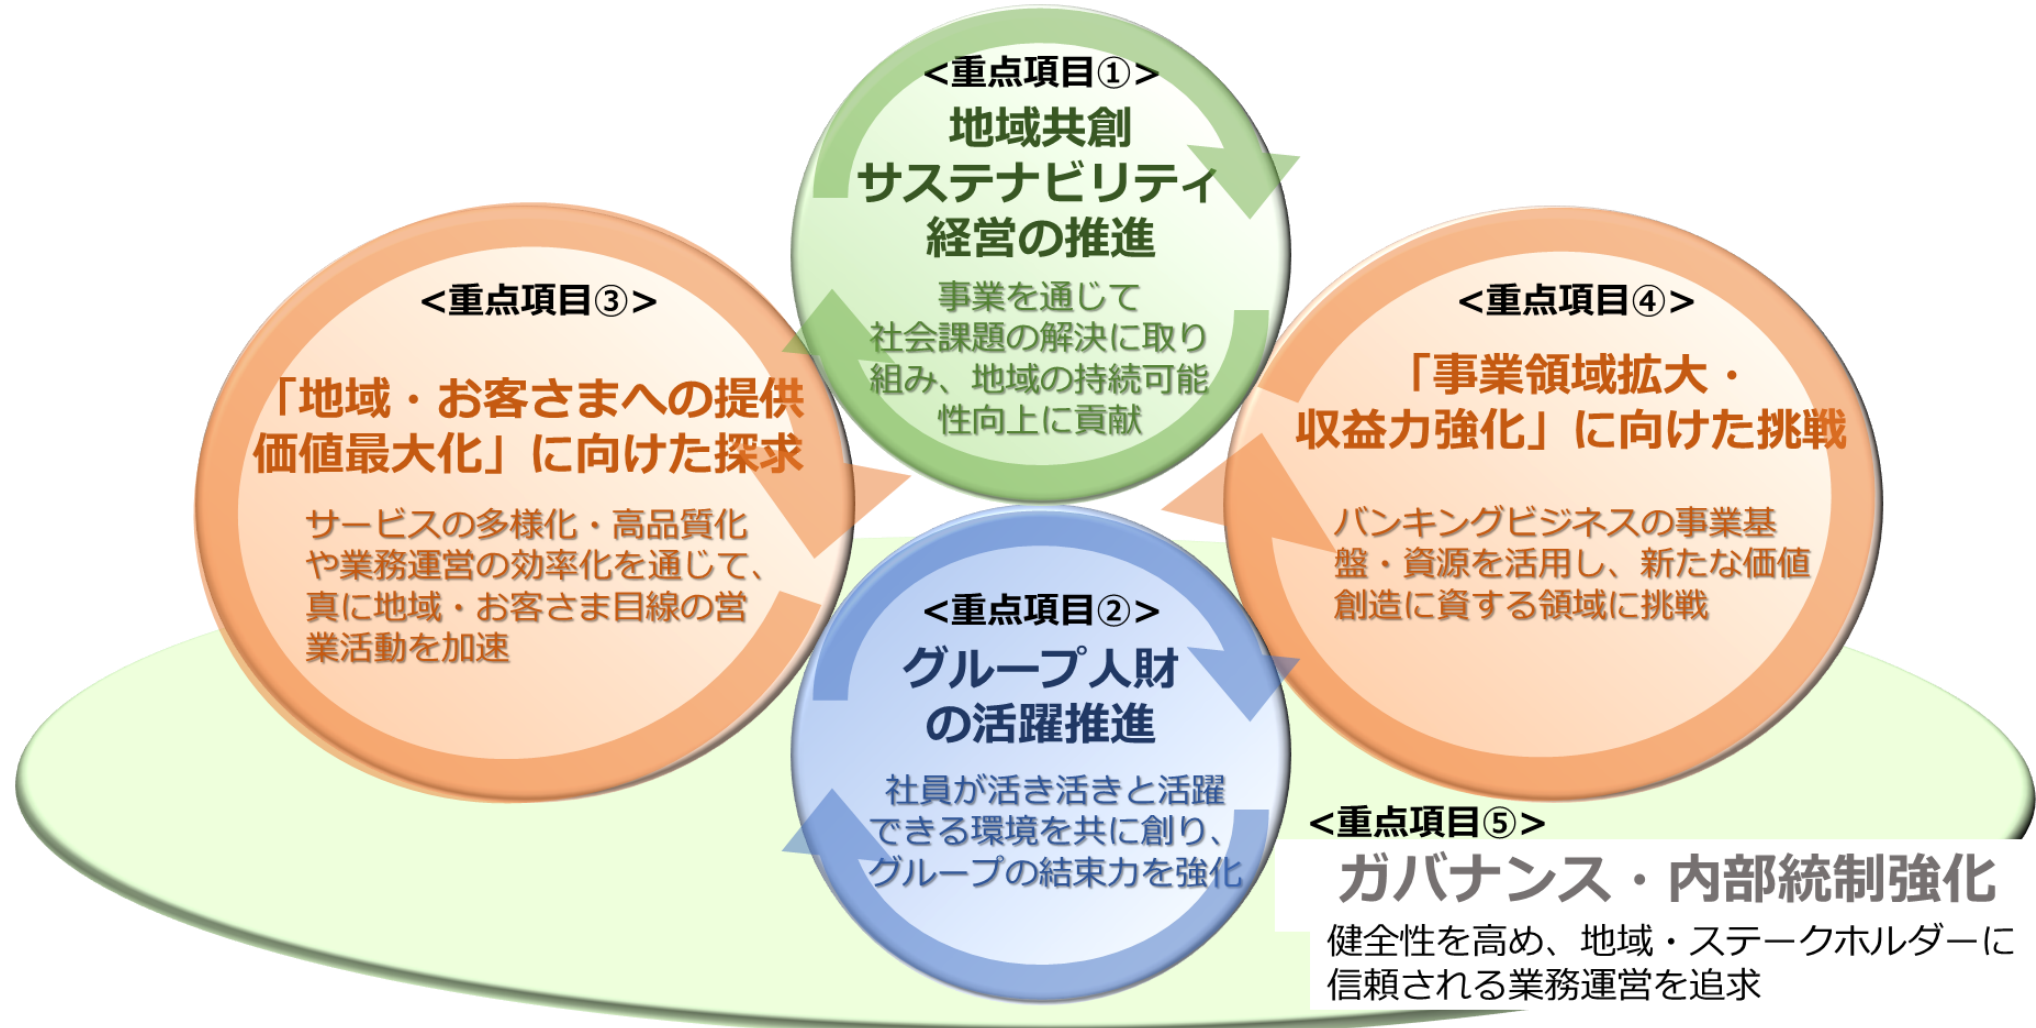 <重点項目①>
地域共創
サステナビリティ
経営の推進
事業を通じて
社会課題の解決に取り
組み、地域の持続可能
性向上に貢献
<重点項目②>
グループ人財
の活躍推進
社員が活き活きと活躍
できる環境を共に創り、
グループの結束力を強化
<重点項目③>
「地域・お客さまへの提供
価値最大化」に向けた探求
サービスの多様化・高品質化
や業務運営の効率化を通じて、
真に地域・お客さま目線の営
業活動を加速
<重点項目④>
「事業領域拡大・
収益力強化」に向けた挑戦
バンキングビジネスの事業基
盤・資源を活用し、新たな価値
創造に資する領域に挑戦
<重点項目⑤>
ガバナンス・内部統制強化
健全性を高め、地域・ステークホルダーに
信頼される業務運営を追求